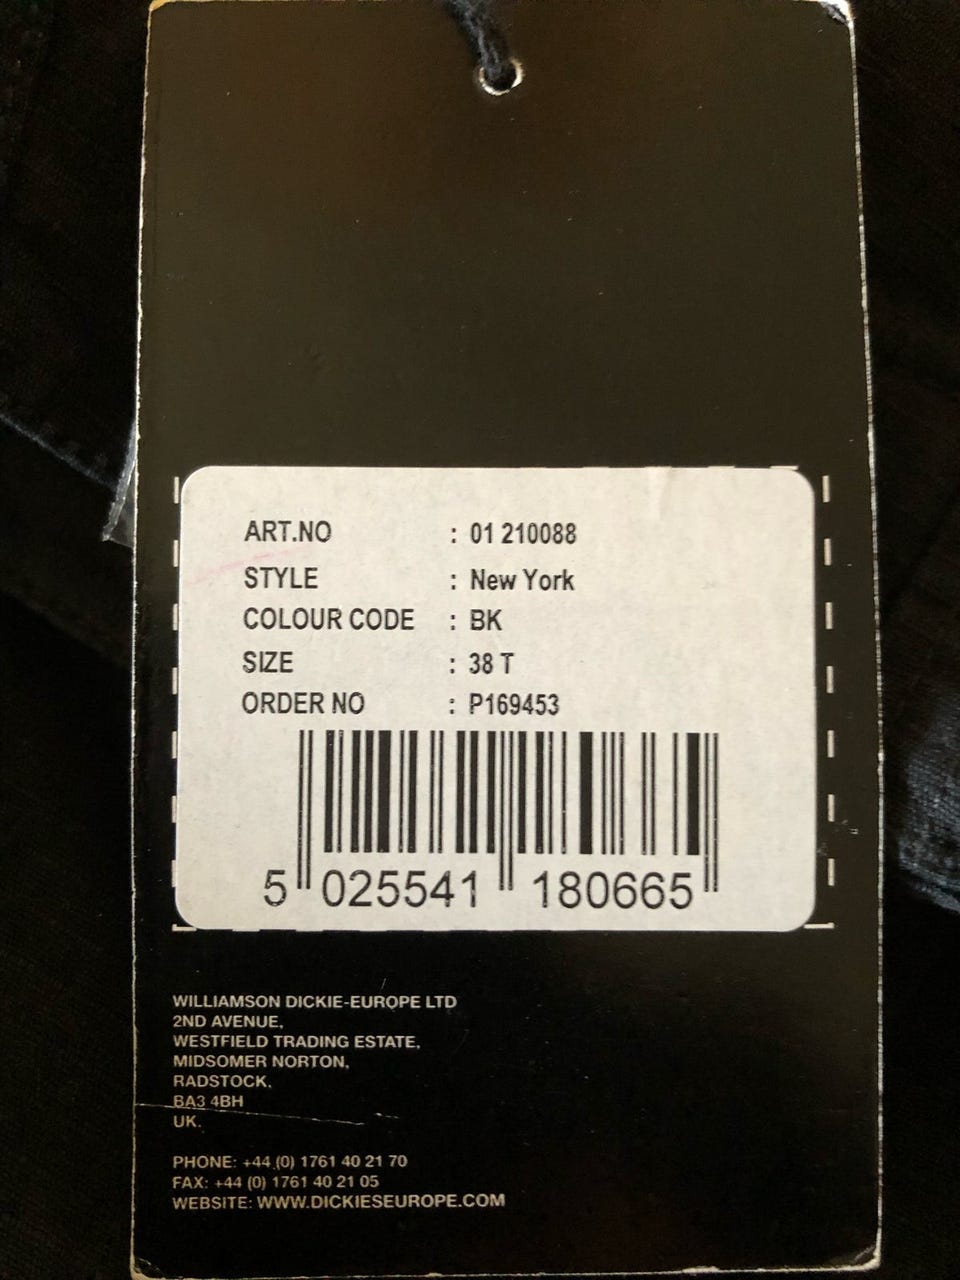 ART.NO : 01 210088
STYLE : New York
COLOUR CODE : BK
SIZE : 38 T
ORDER NO : P169453
5 025541 180665
WILLIAMSON DICKIE-EUROPE LTD
2ND AVENUE,
WESTFIELD TRADING ESTATE,
MIDSOMER NORTON,
RADSTOCK,
BA3 4BH
UK.
PHONE: +44 (0) 1761 40 21 70
FAX: +44 (0) 1761 40 21 05
WEBSITE: WWW.DICKIESEUROPE.COM